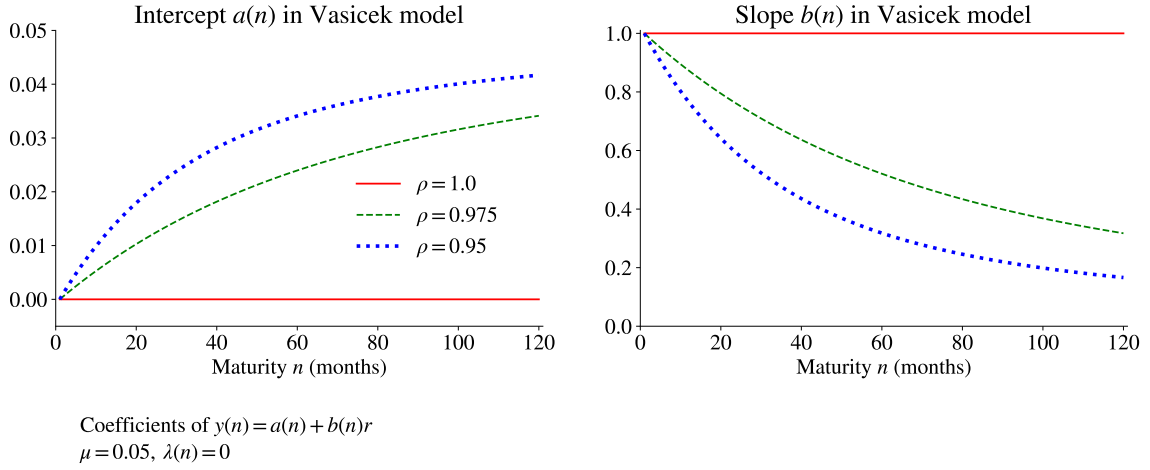 Intercept a(n) in Vasicek model
0.05
0.04
0.03
0.02
0.01
0.00
0 20 40 60 80 100 120
Maturity n (months)
ρ = 1.0
ρ = 0.975
ρ = 0.95
Slope b(n) in Vasicek model
1.0
0.8
0.6
0.4
0.2
0.0
0 20 40 60 80 100 120
Maturity n (months)
Coefficients of y(n) = a(n) + b(n)r
μ = 0.05, λ(n) = 0